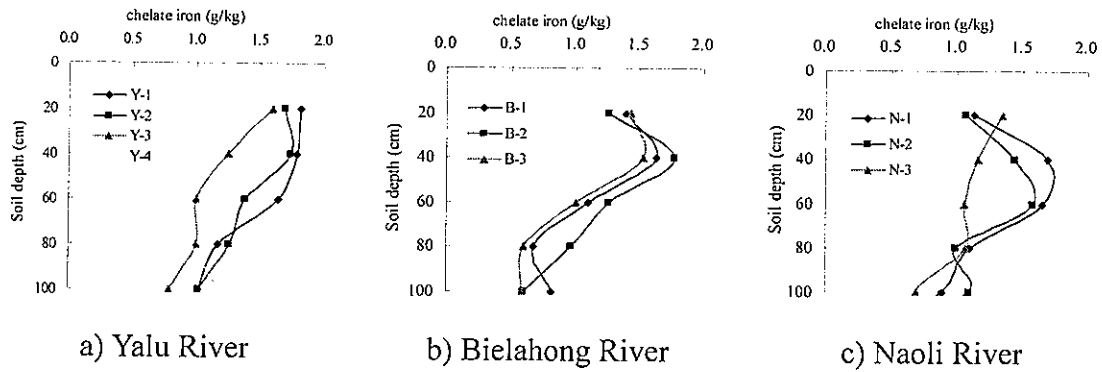 chelate iron (g/kg)
0.0 0.5 1.0 1.5 2.0
0
20
40
60
80
100
Soil depth (cm)
Y-1
Y-2
Y-3
Y-4
a) Yalu River
chelate iron (g/kg)
0.0 0.6 1.0 1.6 2.0
0
20
40
60
80
100
Soil depth (cm)
B-1
B-2
B-3
b) Bielahong River
chelate iron (g/kg)
0.0 0.5 1.0 1.5 2.0
0
20
40
60
80
100
Soil depth (cm)
N-1
N-2
N-3
c) Naoli River